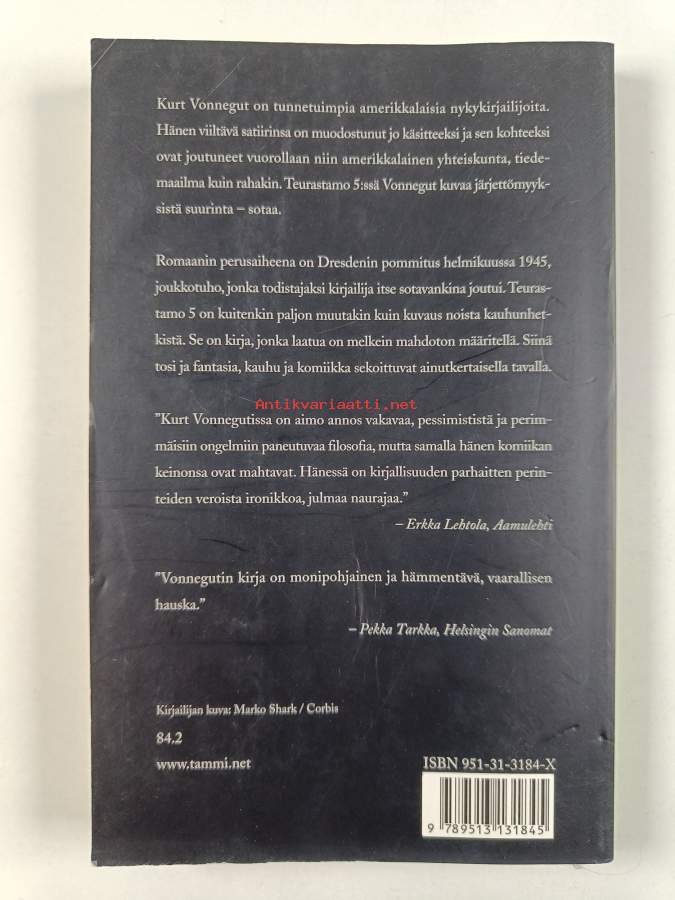 Kurt Vonnegut on tunnetuimpia amerikkalaisia nykykirjailijoita.
Hänen viiltävä satiirinsa on muodostunut jo käsitteeksi ja sen kohteeksi
ovat joutuneet vuorollaan niin amerikkalainen yhteiskunta, tiede-
maailma kuin rahakin. Teurastamo 5:ssä Vonnegut kuvaa järjettömyyk-
sistä suurinta – sotaa.
Romaanin perusaiheena on Dresdenin pommitus helmikuussa 1945,
joukkotuho, jonka todistajaksi kirjailija itse sotavankina joutui. Teuras-
tamo 5 on kuitenkin paljon muutakin kuin kuvaus noista kauhunhet-
kistä. Se on kirja, jonka laatua on melkein mahdoton määritellä. Siinä
tosi ja fantasia, kauhu ja komiikka sekoittuvat ainutkertaisella tavalla.
Antikvariaatti.net
"Kurt Vonnegutissa on aimo annos vakavaa, pessimististä ja perim-
mäisiin ongelmiin paneutuvaa filosofia, mutta samalla hänen komiikan
keinonsa ovat mahtavat. Hänessä on kirjallisuuden parhaitten perin-
teiden veroista ironikkoa, julmaa naurajaa."
– Erkka Lehtola, Aamulehti
"Vonnegutin kirja on monipohjainen ja hämmentävä, vaarallisen
hauska."
– Pekka Tarkka, Helsingin Sanomat
Kirjailijan kuva: Marko Shark / Corbis
84.2
www.tammi.net
ISBN 951-31-3184-X
9 789513 131845